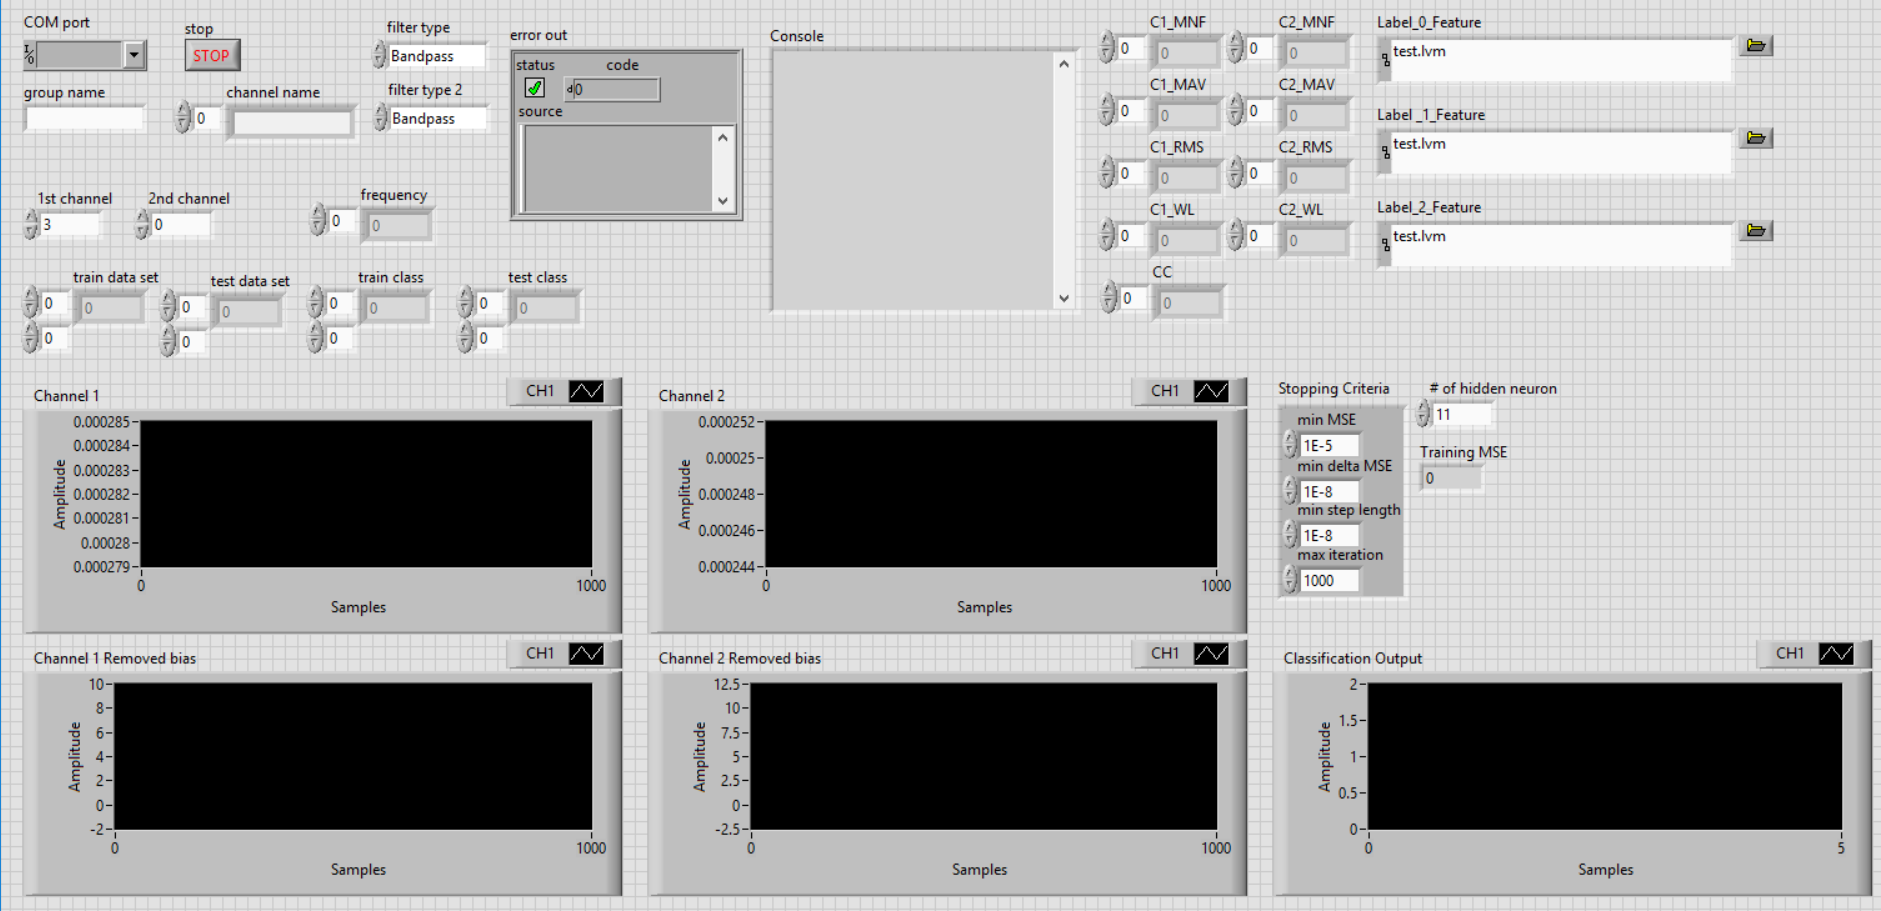 COM port
stop
STOP
filter type
Bandpass
group name
0
channel name
filter type 2
Bandpass
error out
status
code
d0
source
Console
C1_MNF
0
0
C2_MNF
0
0
C1_MAV
0
0
C2_MAV
0
0
C1_RMS
0
0
C2_RMS
0
0
C1_WL
0
0
C2_WL
0
0
CC
0
0
Label_0_Feature
test.lvm
Label _1_Feature
test.lvm
Label_2_Feature
test.lvm
1st channel
3
2nd channel
0
frequency
0
0
train data set
0
0
0
test data set
0
0
0
train class
0
0
0
test class
0
0
0
Channel 1
CH1
Amplitude
0.000285
0.000284
0.000283
0.000282
0.000281
0.00028
0.000279
0
1000
Samples
Channel 2
CH1
Amplitude
0.000252
0.00025
0.000248
0.000246
0.000244
0
1000
Samples
Stopping Criteria
min MSE
1E-5
min delta MSE
1E-8
min step length
1E-8
max iteration
1000
# of hidden neuron
11
Training MSE
0
Channel 1 Removed bias
CH1
Amplitude
10
8
6
4
2
0
-2
0
1000
Samples
Channel 2 Removed bias
CH1
Amplitude
12.5
10
7.5
5
2.5
0
-2.5
0
1000
Samples
Classification Output
CH1
Amplitude
2
1.5
1
0.5
0
0
5
Samples